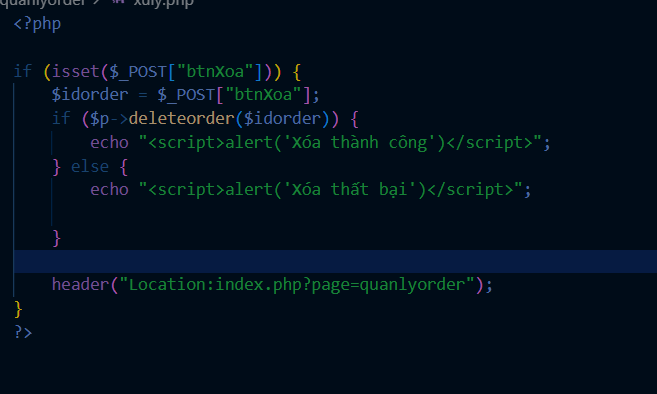 quanlyorder > xuly.php
<?php
if (isset($_POST["btnXoa"])) {
$idorder = $_POST["btnXoa"];
if ($p->deleteorder($idorder)) {
echo "<script>alert('Xóa thành công')</script>";
} else {
echo "<script>alert('Xóa thất bại')</script>";
}
header("Location:index.php?page=quanlyorder");
}
?>